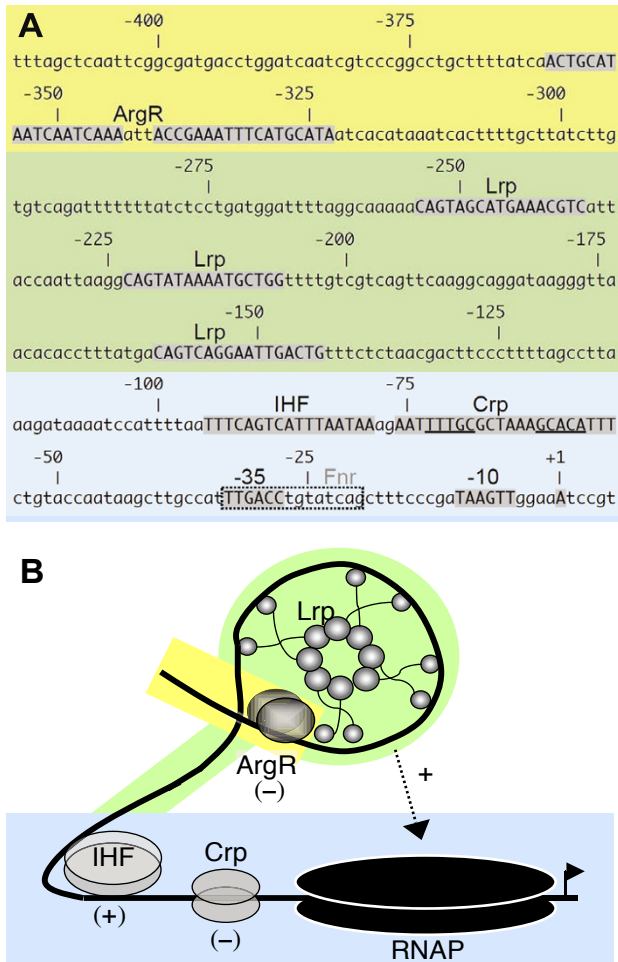 A
-400 -375
tttagctcaattcggcgatgacctggatcaatcgtcccggcctgcttttatcaACTGCAT
-350 ArgR -325 -300
AATCAATCAAAattACCGAAATTTCATGCATAatcacataaatcacttttgcttatcttg
-275 -250 Lrp
tgtcagattttttttatctcctgatggattttaggcaaaaaCAGTAGCATGAAACGTCatt
-225 Lrp -200 -175
accaattaaggCAGTATAAAATGCTGGttttgtcgtcagttcaaggcaggataagggtta
Lrp -150 -125
acacacctttatgaCAGTCAGGAATTGACTGtttctctaacgacttcccttttagcctta
-100 IHF -75 Crp
aagataaaatccattttaaTTTCAGTCATTTAATAAagAATTTTGCGCTAAAGCACATTT
-50 -35 -25 Fnr -10 +1
ctgtaccaataagcttgccatTTGACCtgtatcagctttcccgaTAAGTTggaaAtccgt
B
Lrp
ArgR
(−)
+
IHF
Crp
(+)
(−)
RNAP